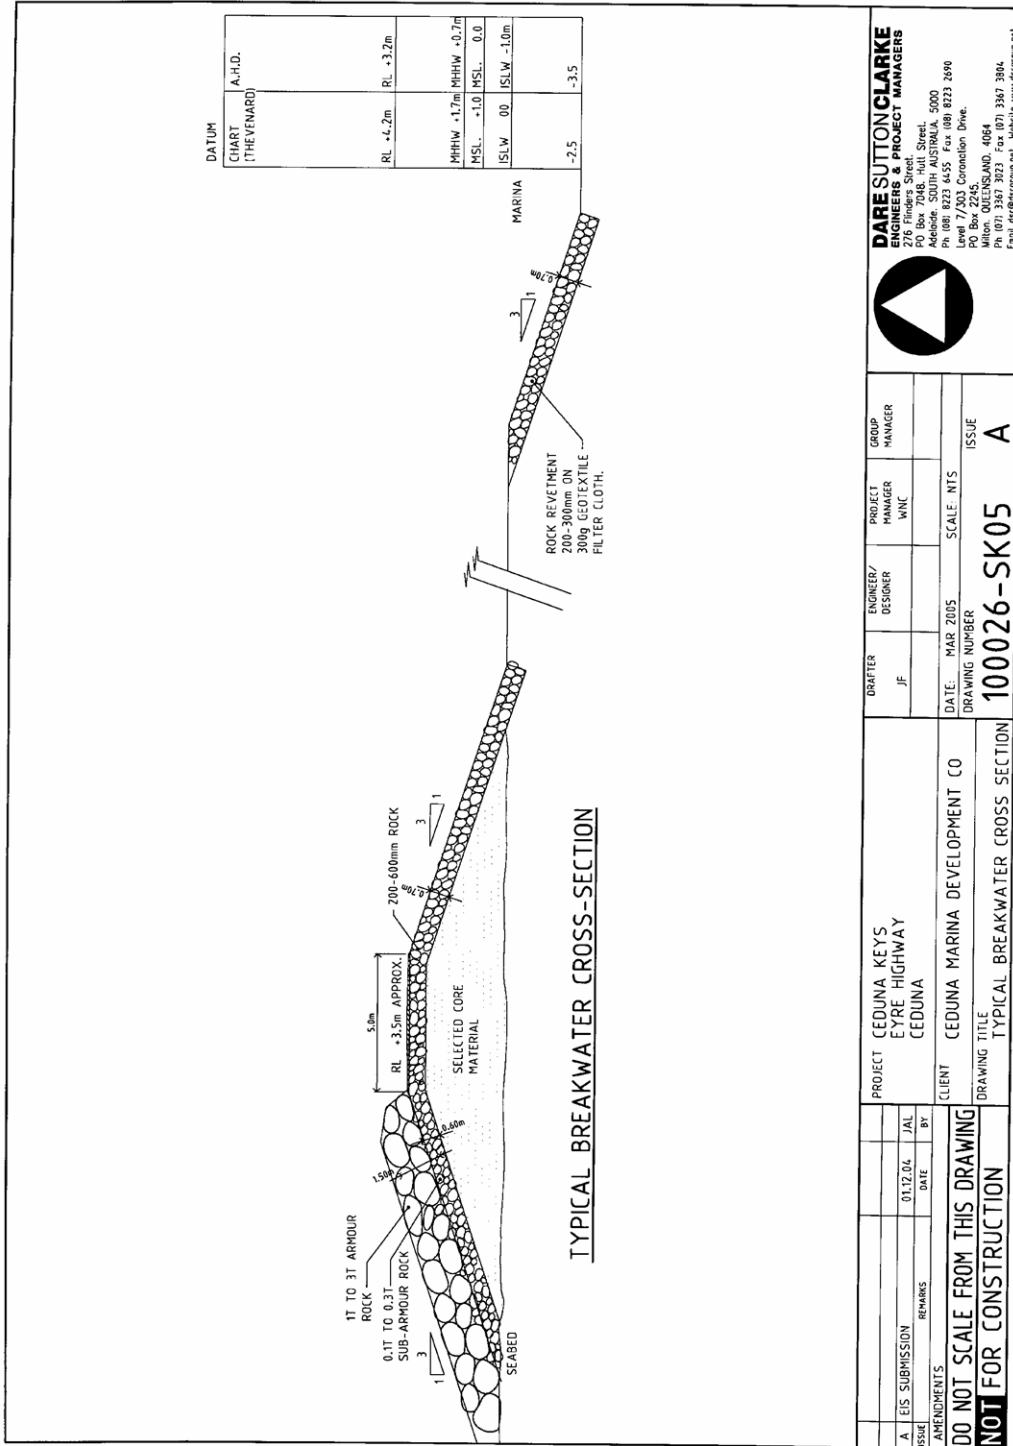 DATUM
CHART
(THEVENARD)
A.H.D.
RL +4.2m
RL +3.2m
MHHW +1.7m
MHHW +0.7m
MSL. +1.0
MSL. 0.0
ISLW 00
ISLW -1.0m
-2.5
-3.5
MARINA
0.70m
3
1
ROCK REVETMENT
200-300mm ON
300g GEOTEXTILE
FILTER CLOTH.
1T TO 3T ARMOUR
ROCK
0.1T TO 0.3T
SUB-ARMOUR ROCK
3
1
SEABED
1.50m
0.60m
5.0m
RL +3.5m APPROX.
SELECTED CORE
MATERIAL
200-600mm ROCK
0.70m
3
1
TYPICAL BREAKWATER CROSS-SECTION
A EIS SUBMISSION 01.12.04 JAL
ISSUE REMARKS DATE BY
AMENDMENTS
DO NOT SCALE FROM THIS DRAWING
NOT FOR CONSTRUCTION
PROJECT CEDUNA KEYS
EYRE HIGHWAY
CEDUNA
CLIENT CEDUNA MARINA DEVELOPMENT CO
DRAWING TITLE
TYPICAL BREAKWATER CROSS SECTION
DRAFTER
JF
ENGINEER/
DESIGNER
PROJECT
MANAGER
WNC
GROUP
MANAGER
DATE: MAR 2005
SCALE: NTS
DRAWING NUMBER
100026-SK05
ISSUE
A
DARE SUTTON CLARKE
ENGINEERS & PROJECT MANAGERS
276 Flinders Street.
PO Box 7048. Hutt Street.
Adelaide. SOUTH AUSTRALIA. 5000
Ph (08) 8223 6455 Fax (08) 8223 2690
Level 7/303 Coronation Drive.
PO Box 2245.
Milton. QUEENSLAND. 4064
Ph (07) 3367 3023 Fax (07) 3367 3804